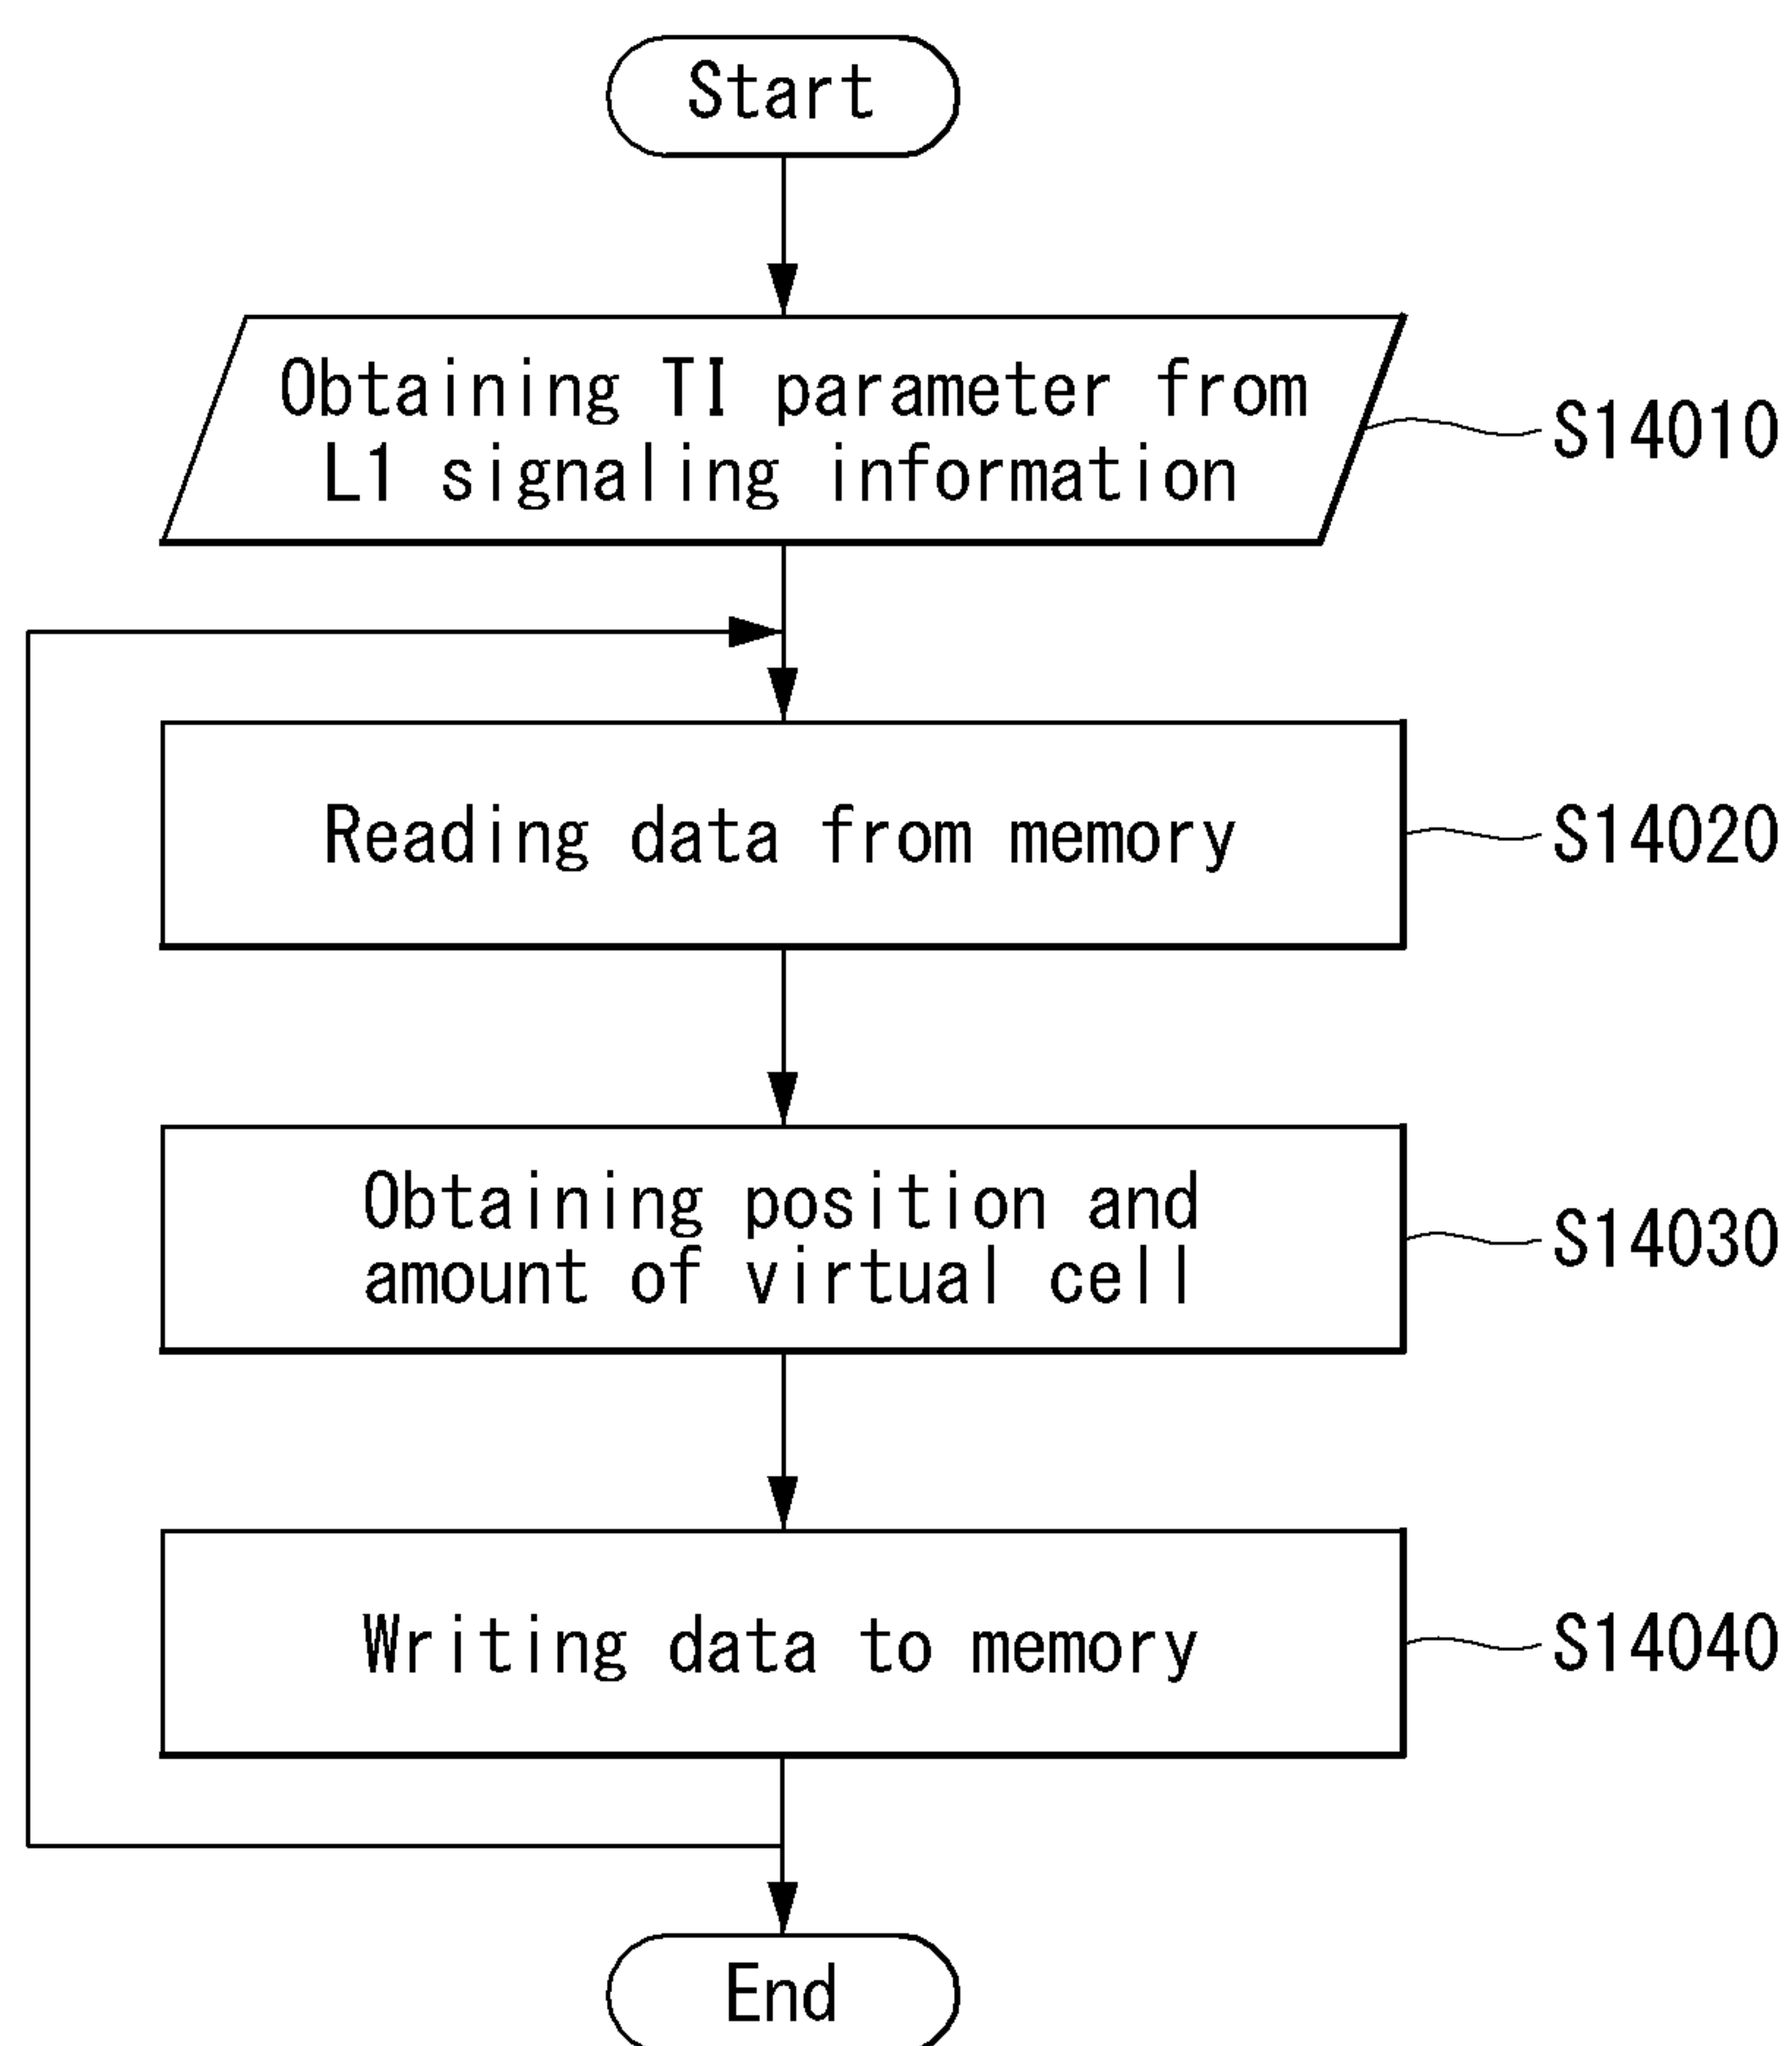 Start
Obtaining TI parameter from
L1 signaling information
S14010
Reading data from memory
S14020
Obtaining position and
amount of virtual cell
S14030
Writing data to memory
S14040
End